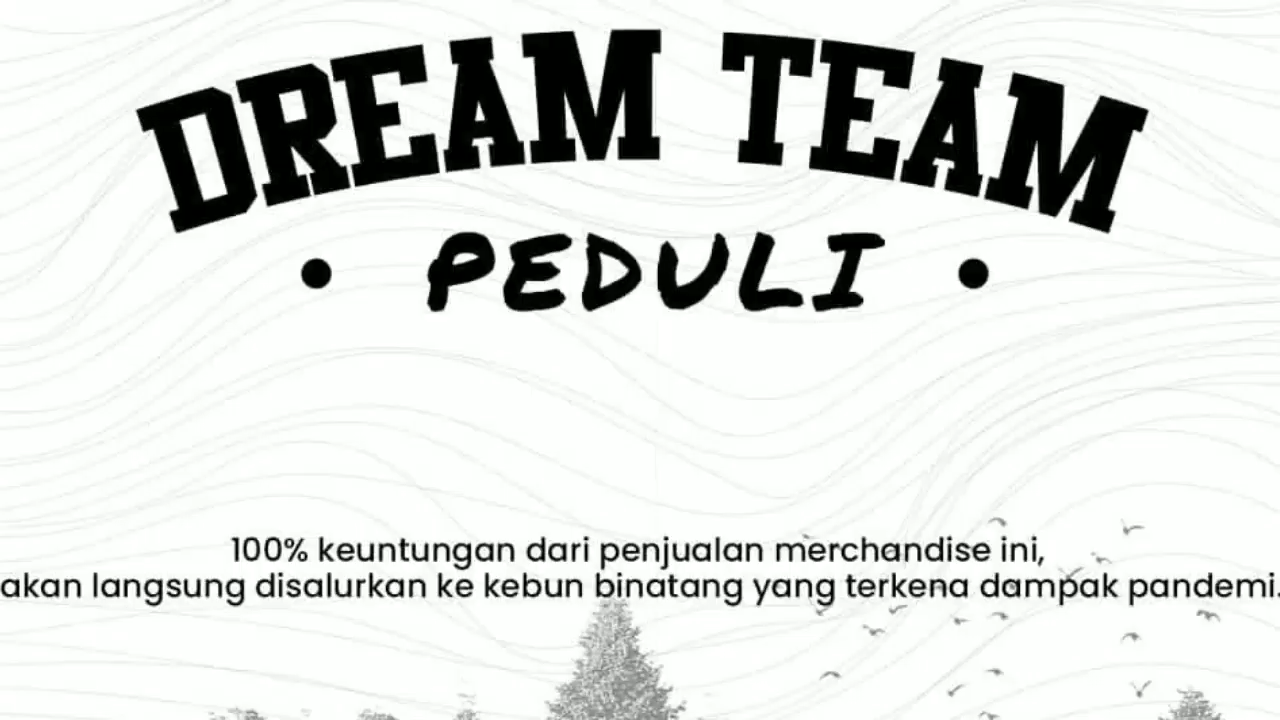 DREAM TEAM
• PEDULI •
100% keuntungan dari penjualan merchandise ini,
akan langsung disalurkan ke kebun binatang yang terkena dampak pandemi.